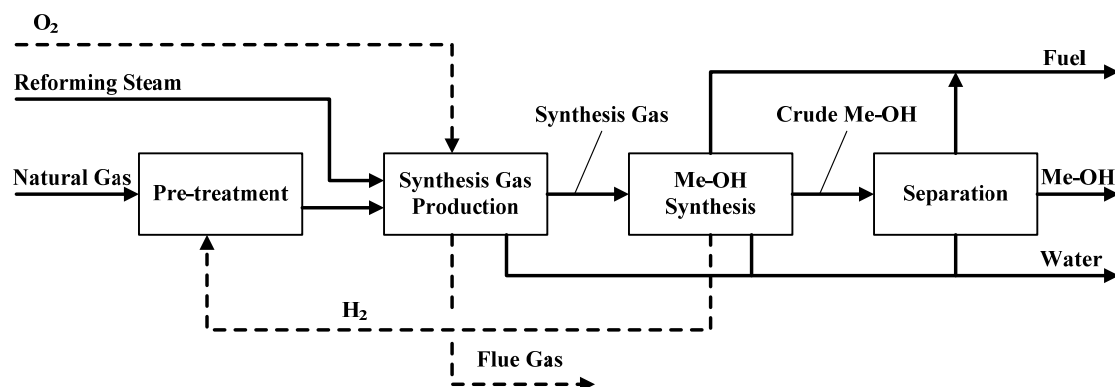 O₂
Fuel
Reforming Steam
Synthesis Gas
Crude Me-OH
Natural Gas
Pre-treatment
Synthesis Gas
Production
Me-OH
Synthesis
Separation
Me-OH
Water
H₂
Flue Gas